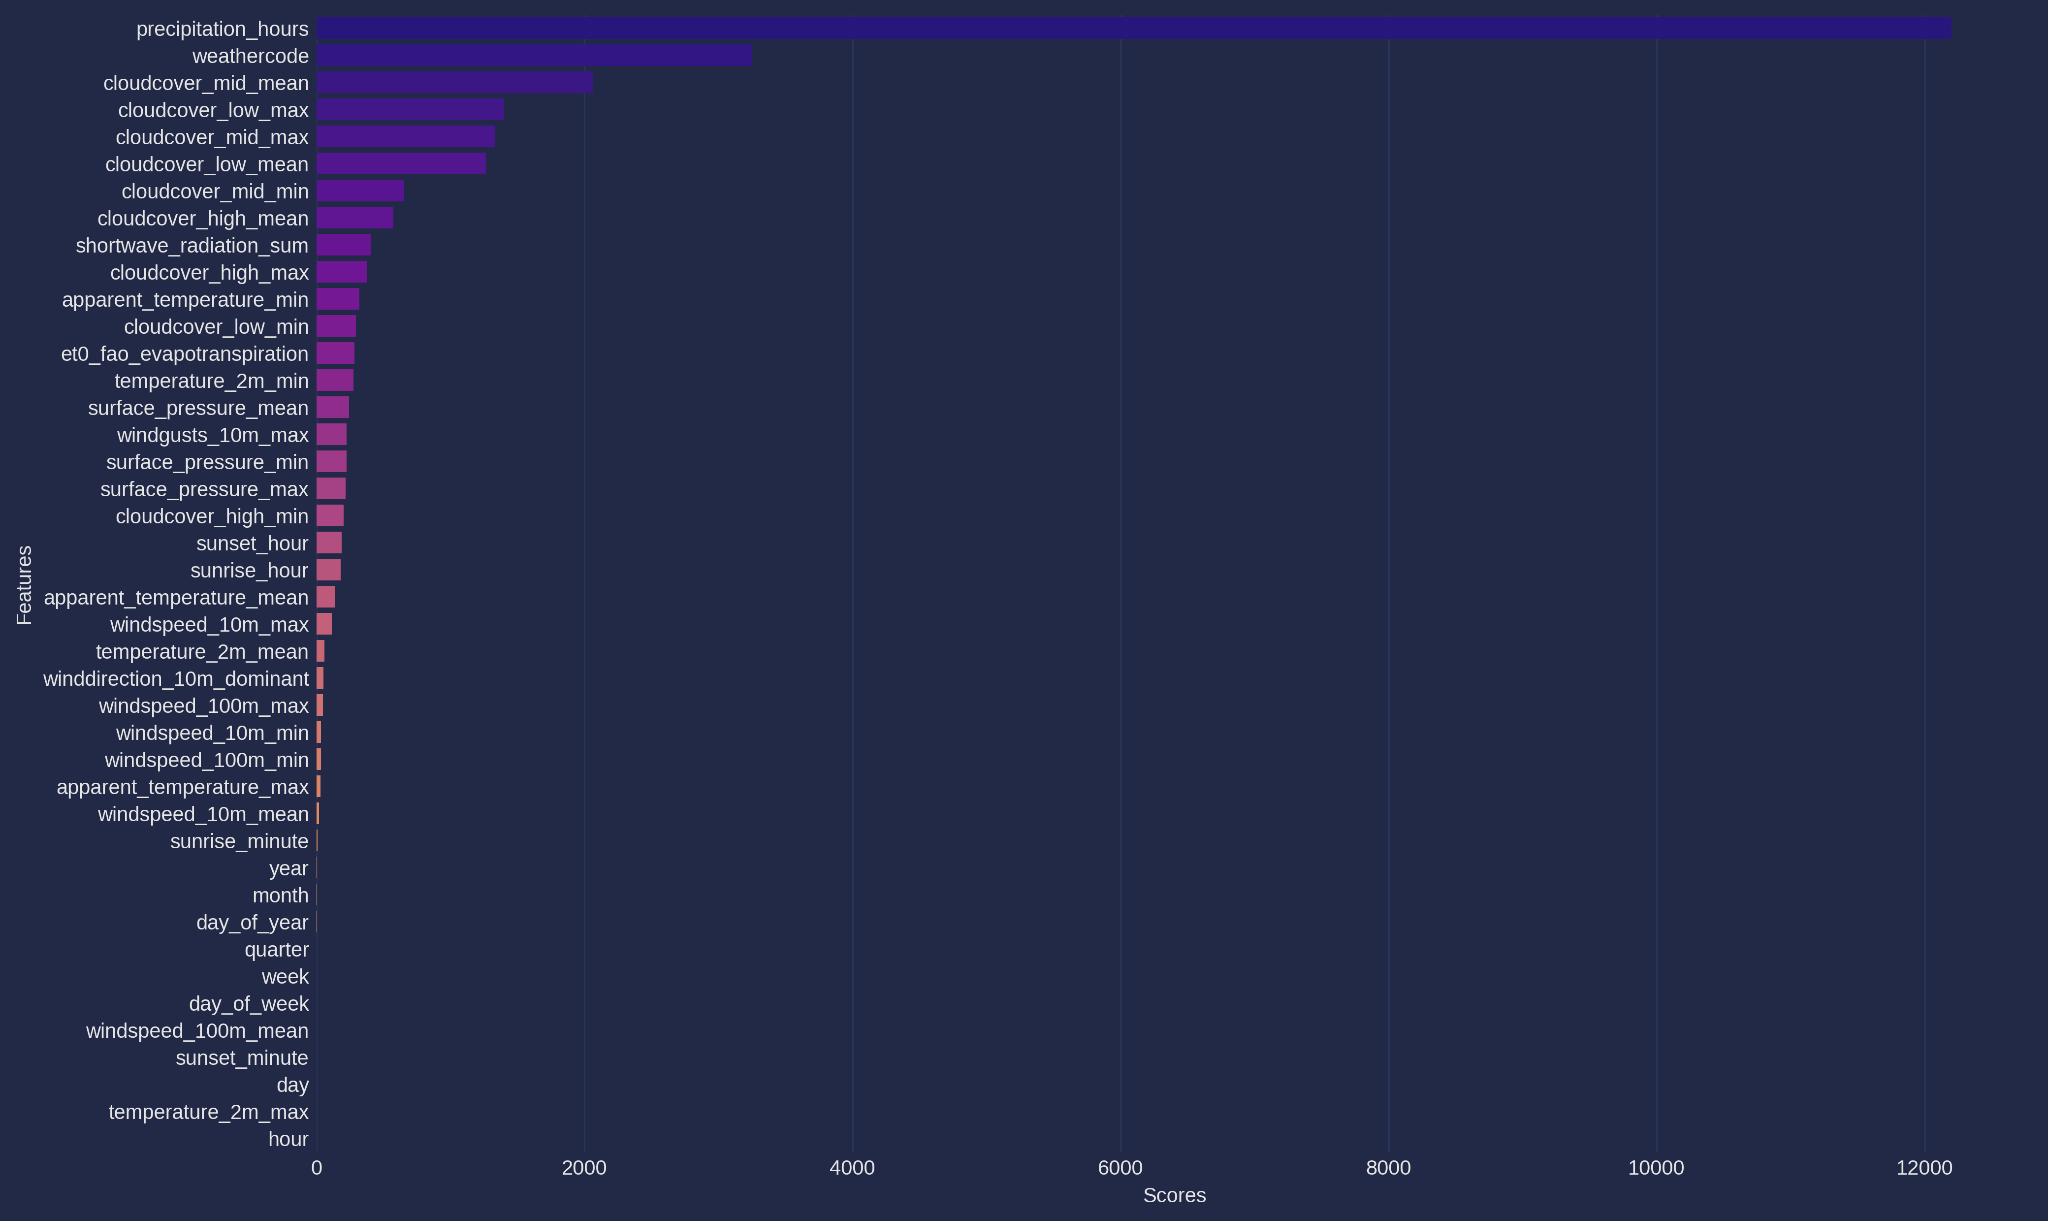 precipitation_hours
weathercode
cloudcover_mid_mean
cloudcover_low_max
cloudcover_mid_max
cloudcover_low_mean
cloudcover_mid_min
cloudcover_high_mean
shortwave_radiation_sum
cloudcover_high_max
apparent_temperature_min
cloudcover_low_min
et0_fao_evapotranspiration
temperature_2m_min
surface_pressure_mean
windgusts_10m_max
surface_pressure_min
surface_pressure_max
cloudcover_high_min
sunset_hour
sunrise_hour
apparent_temperature_mean
windspeed_10m_max
temperature_2m_mean
winddirection_10m_dominant
windspeed_100m_max
windspeed_10m_min
windspeed_100m_min
apparent_temperature_max
windspeed_10m_mean
sunrise_minute
year
month
day_of_year
quarter
week
day_of_week
windspeed_100m_mean
sunset_minute
day
temperature_2m_max
hour
Features
0 2000 4000 6000 8000 10000 12000
Scores